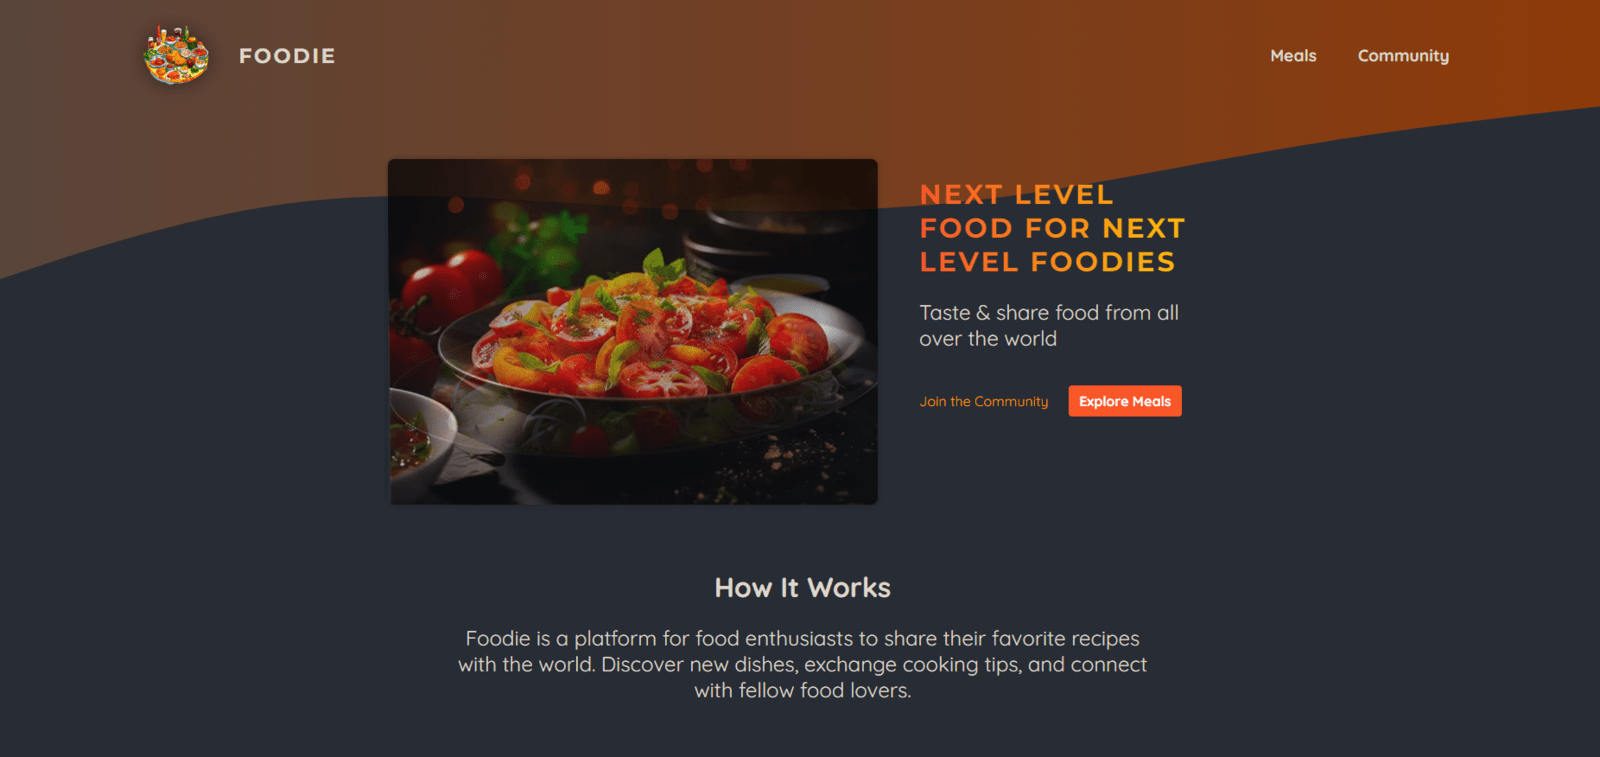 FOODIE
Meals
Community
NEXT LEVEL
FOOD FOR NEXT
LEVEL FOODIES
Taste & share food from all
over the world
Join the Community
Explore Meals
How It Works
Foodie is a platform for food enthusiasts to share their favorite recipes
with the world. Discover new dishes, exchange cooking tips, and connect
with fellow food lovers.